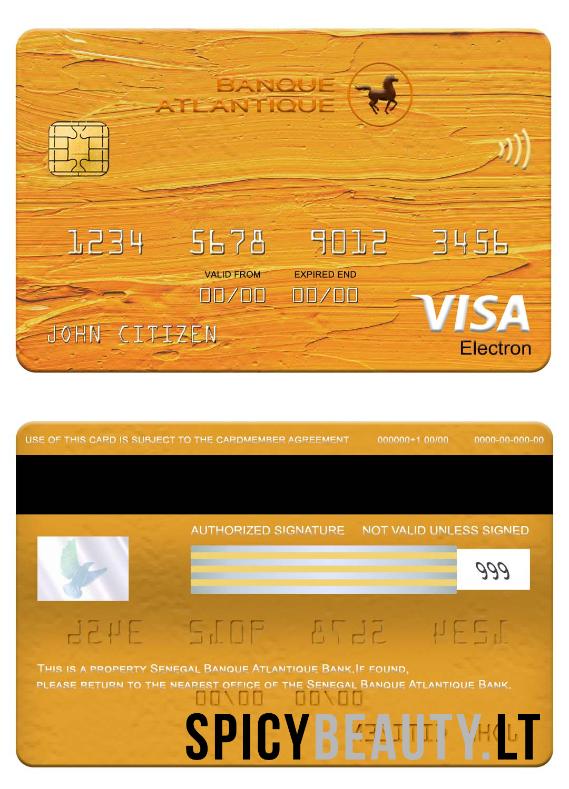 BANQUE
ATLANTIQUE
1234 5678 9012 3456
VALID FROM EXPIRED END
00/00 00/00
JOHN CITIZEN
VISA
Electron
USE OF THIS CARD IS SUBJECT TO THE CARDMEMBER AGREEMENT 000000+1 00/00 0000-00-000-00
AUTHORIZED SIGNATURE NOT VALID UNLESS SIGNED
999
THIS IS A PROPERTY SENEGAL BANQUE ATLANTIQUE BANK.IF FOUND,
PLEASE RETURN TO THE NEAREST OFFICE OF THE SENEGAL BANQUE ATLANTIQUE BANK.
00/00 00/00
SPICYBEAUTY.LT